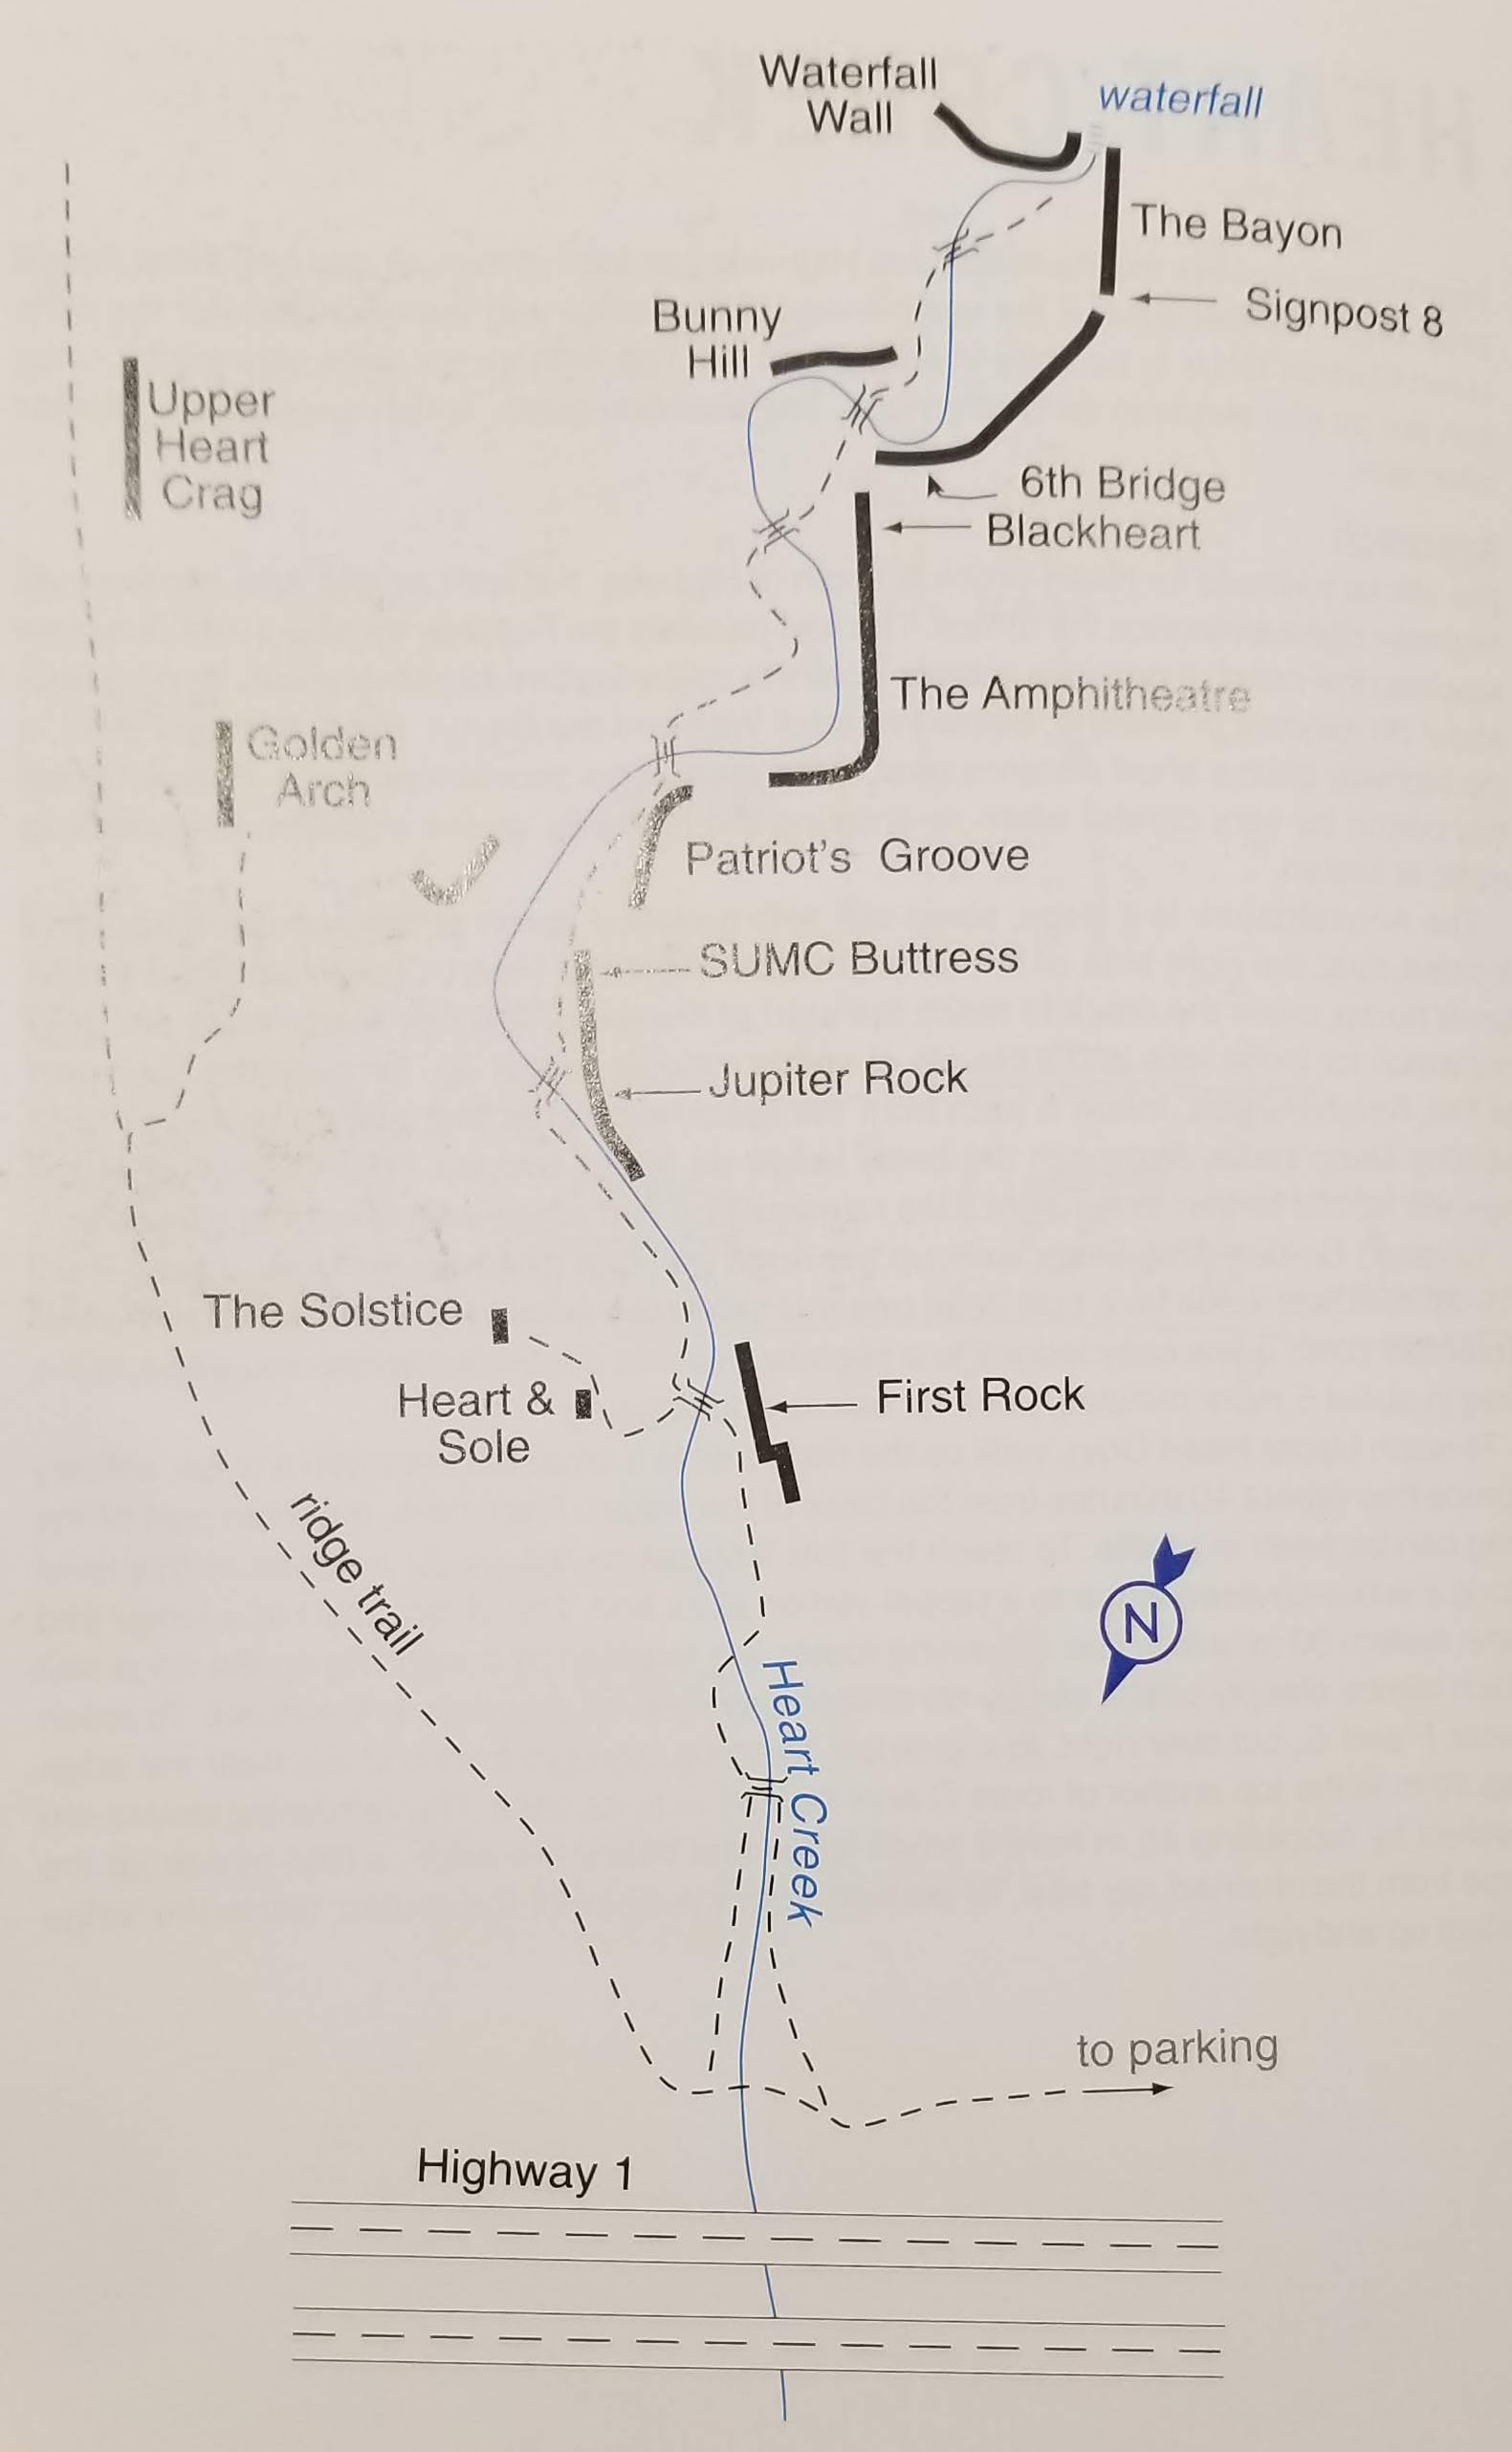 Waterfall
Wall
waterfall
The Bayon
Signpost 8
Bunny
Hill
Upper
Heart
Crag
6th Bridge
Blackheart
The Amphitheatre
Golden
Arch
Patriot's Groove
SUMC Buttress
Jupiter Rock
The Solstice
Heart &
Sole
First Rock
ridge trail
N
Heart Creek
to parking
Highway 1